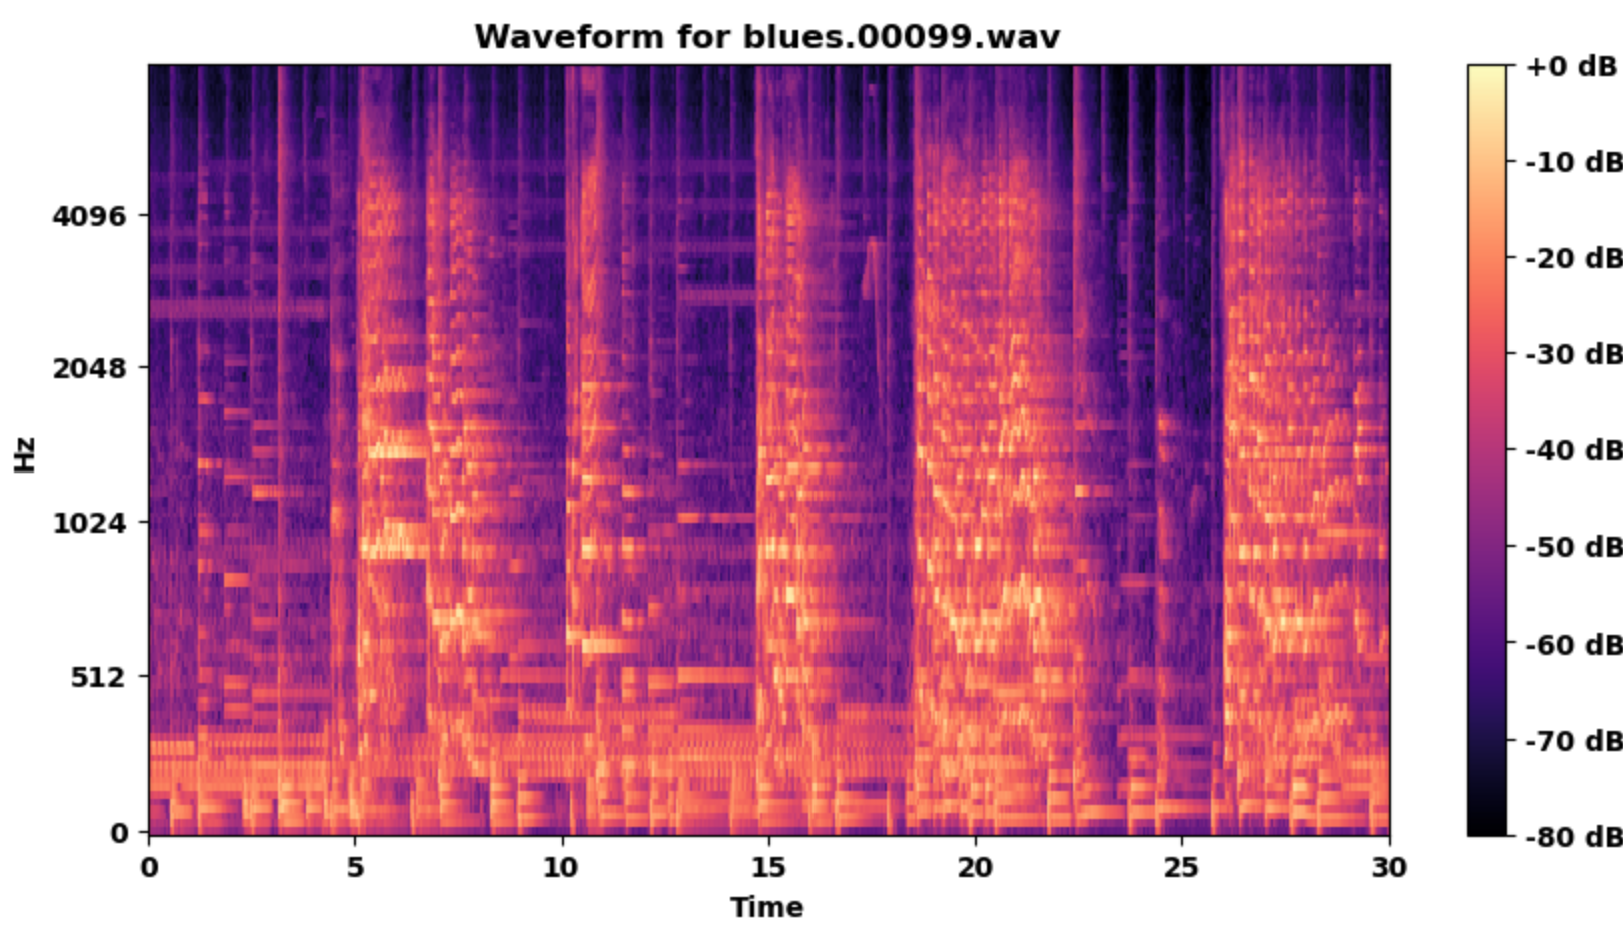 Waveform for blues.00099.wav
+0 dB
-10 dB
-20 dB
-30 dB
-40 dB
-50 dB
-60 dB
-70 dB
-80 dB
4096
2048
1024
512
0
Hz
0 5 10 15 20 25 30
Time